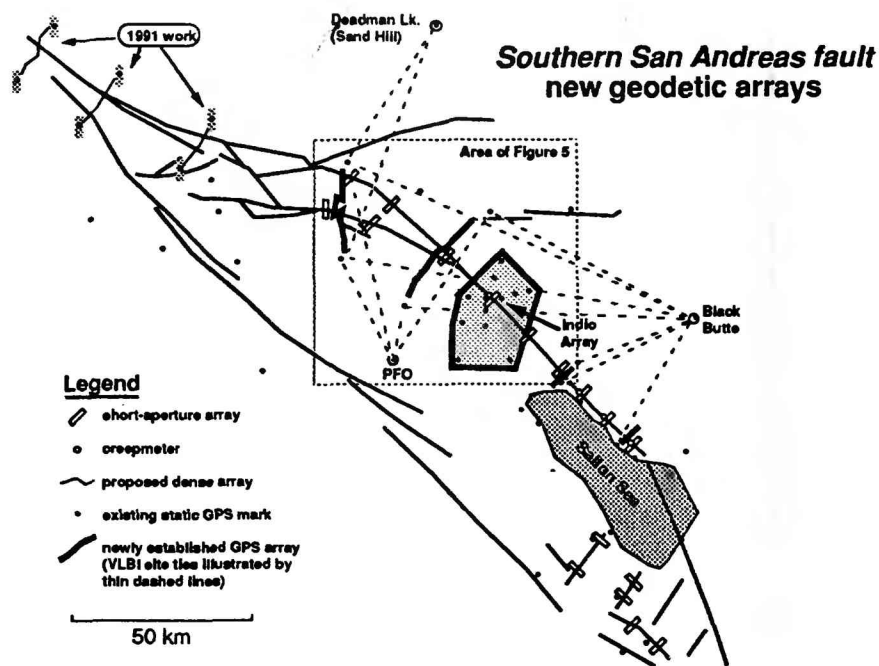 Deadman Lk.
(Sand Hill)
1991 work
Southern San Andreas fault
new geodetic arrays
Area of Figure 5
Black
Butte
Indio
Array
PFO
Salton Sea
Legend
short-aperture array
creepmeter
proposed dense array
existing static GPS mark
newly established GPS array
(VLBI site ties illustrated by
thin dashed lines)
50 km